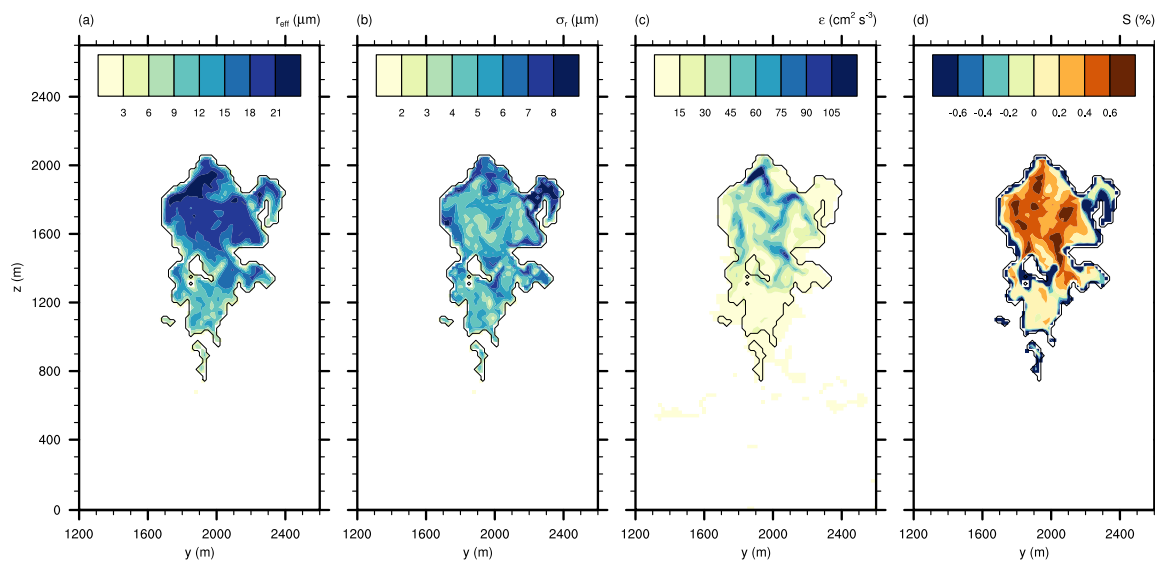 (a) r_eff (μm) (b) σ_r (μm) (c) ε (cm² s⁻³) (d) S (%)
3 6 9 12 15 18 21 2 3 4 5 6 7 8 15 30 45 60 75 90 105 -0.6 -0.4 -0.2 0 0.2 0.4 0.6
2400
2000
1600
1200
800
400
0
z (m)
1200 1600 2000 2400 1200 1600 2000 2400 1200 1600 2000 2400 1200 1600 2000 2400
y (m) y (m) y (m) y (m)